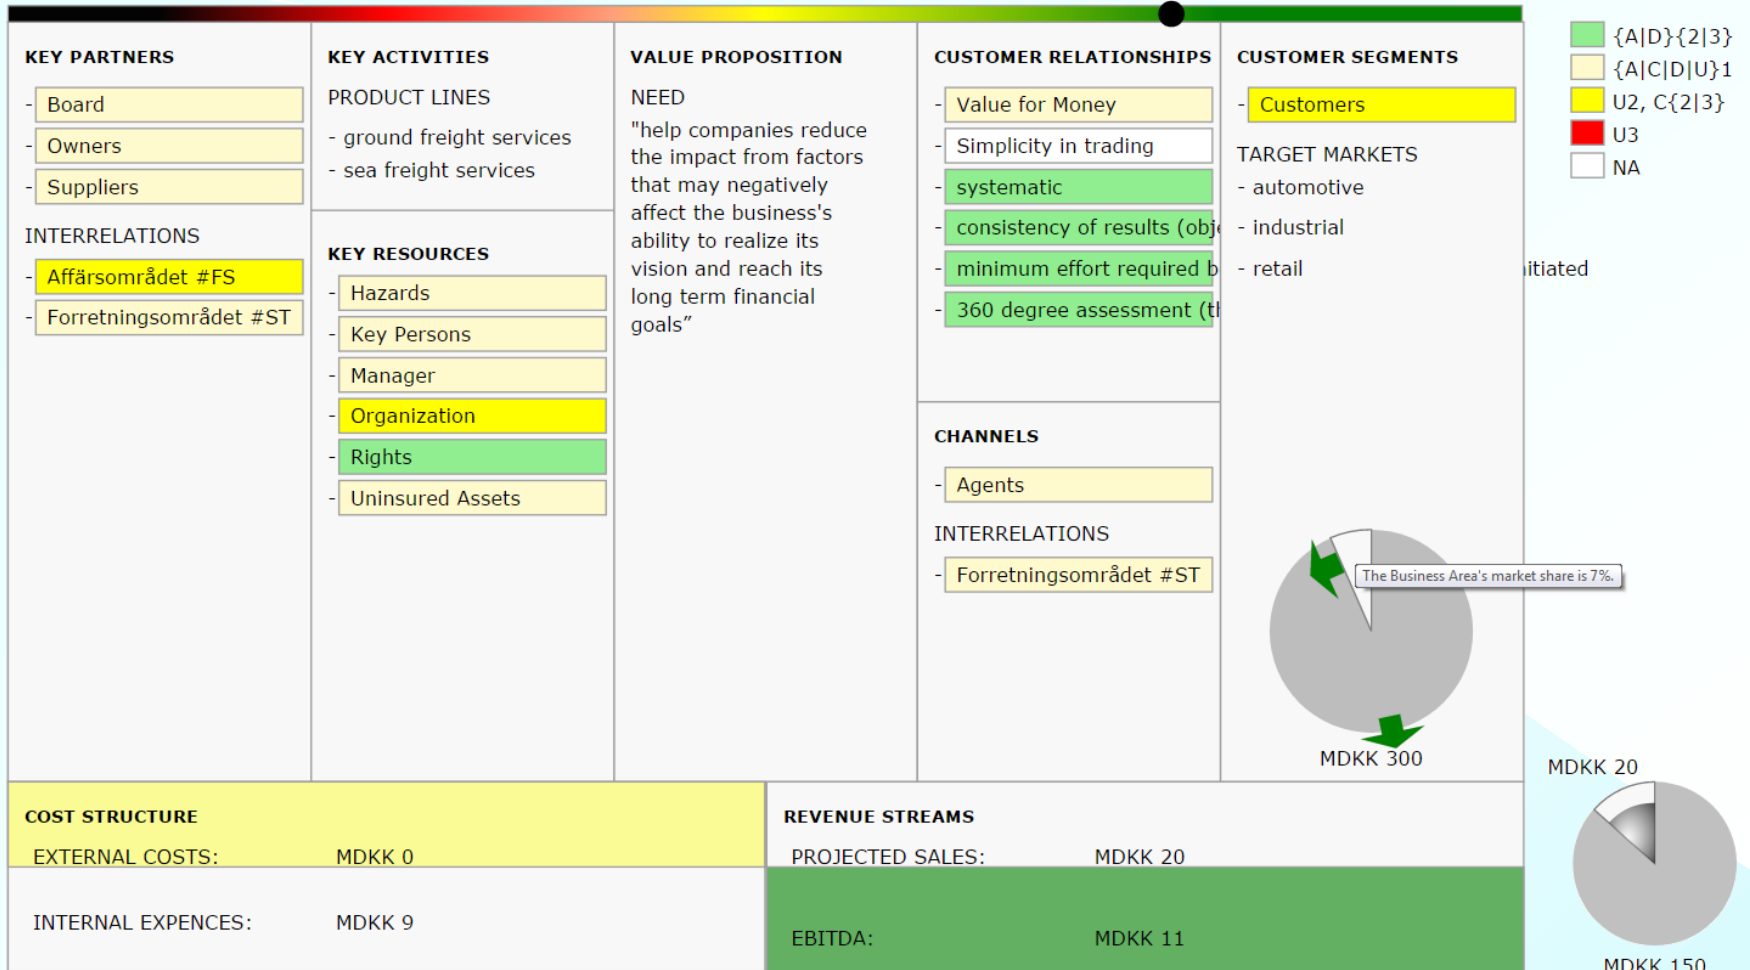 KEY PARTNERS
- Board
- Owners
- Suppliers
INTERRELATIONS
- Affärsområdet #FS
- Forretningsområdet #ST
KEY ACTIVITIES
PRODUCT LINES
- ground freight services
- sea freight services
KEY RESOURCES
- Hazards
- Key Persons
- Manager
- Organization
- Rights
- Uninsured Assets
VALUE PROPOSITION
NEED
"help companies reduce
the impact from factors
that may negatively
affect the business's
ability to realize its
vision and reach its
long term financial
goals”
CUSTOMER RELATIONSHIPS
- Value for Money
- Simplicity in trading
- systematic
- consistency of results (obje
- minimum effort required b
- 360 degree assessment (th
CHANNELS
- Agents
INTERRELATIONS
- Forretningsområdet #ST
CUSTOMER SEGMENTS
- Customers
TARGET MARKETS
- automotive
- industrial
- retail
itiated
The Business Area's market share is 7%.
MDKK 300
{A|D}{2|3}
{A|C|D|U}1
U2, C{2|3}
U3
NA
COST STRUCTURE
EXTERNAL COSTS: MDKK 0
INTERNAL EXPENCES: MDKK 9
REVENUE STREAMS
PROJECTED SALES: MDKK 20
EBITDA: MDKK 11
MDKK 20
MDKK 150